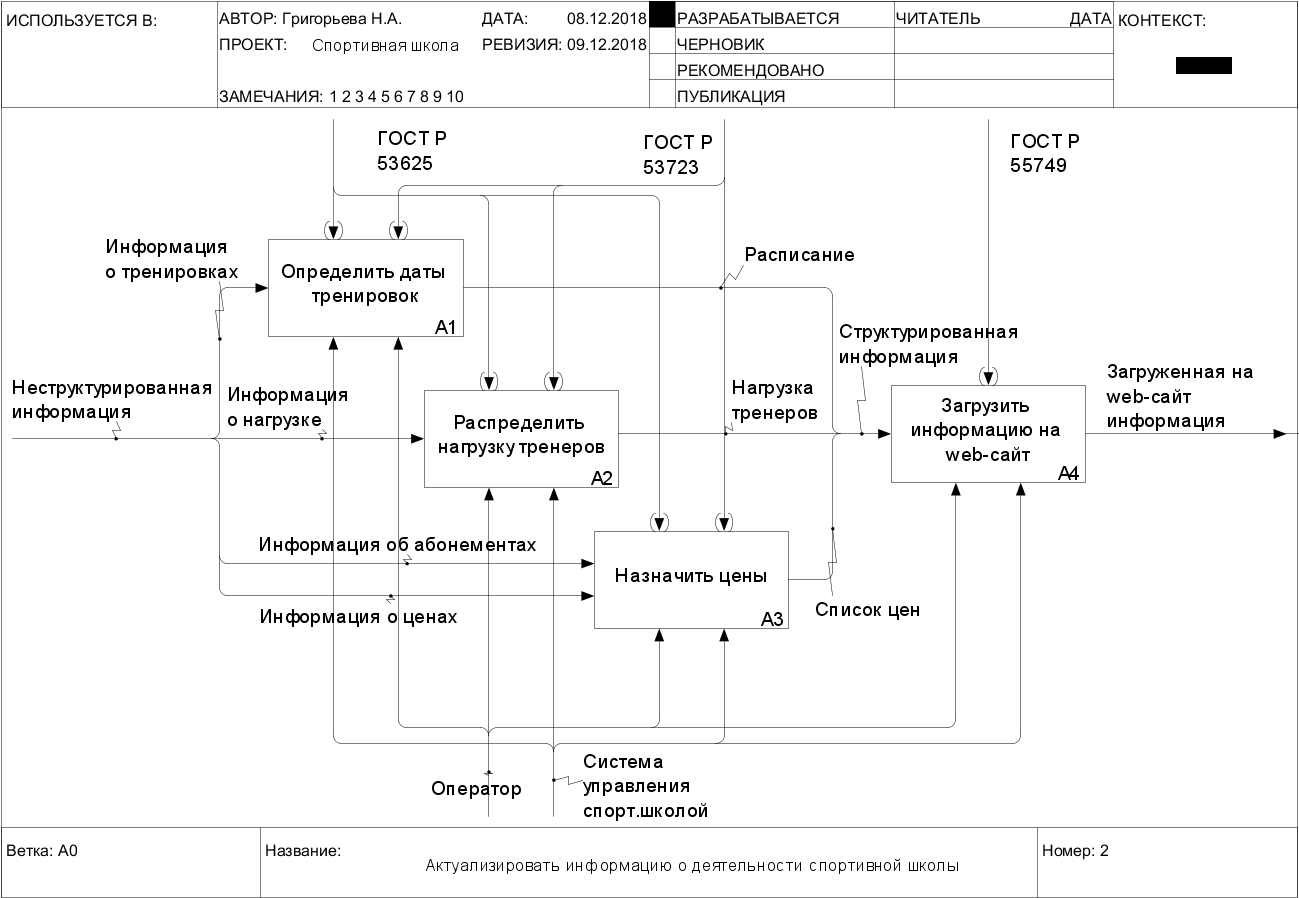 ИСПОЛЬЗУЕТСЯ В:
АВТОР: Григорьева Н.А.
ДАТА: 08.12.2018
ПРОЕКТ: Спортивная школа
РЕВИЗИЯ: 09.12.2018
ЗАМЕЧАНИЯ: 1 2 3 4 5 6 7 8 9 10
РАЗРАБАТЫВАЕТСЯ
ЧЕРНОВИК
РЕКОМЕНДОВАНО
ПУБЛИКАЦИЯ
ЧИТАТЕЛЬ
ДАТА
КОНТЕКСТ:
ГОСТ Р
53625
ГОСТ Р
53723
ГОСТ Р
55749
Информация
о тренировках
Определить даты
тренировок
A1
Расписание
Неструктурированная
информация
Информация
о нагрузке
Распределить
нагрузку тренеров
A2
Нагрузка
тренеров
Структурированная
информация
Загрузить
информацию на
web-сайт
A4
Загруженная на
web-сайт
информация
Информация об абонементах
Информация о ценах
Назначить цены
A3
Список цен
Оператор
Система
управления
спорт.школой
Ветка: A0
Название:
Актуализировать информацию о деятельности спортивной школы
Номер: 2